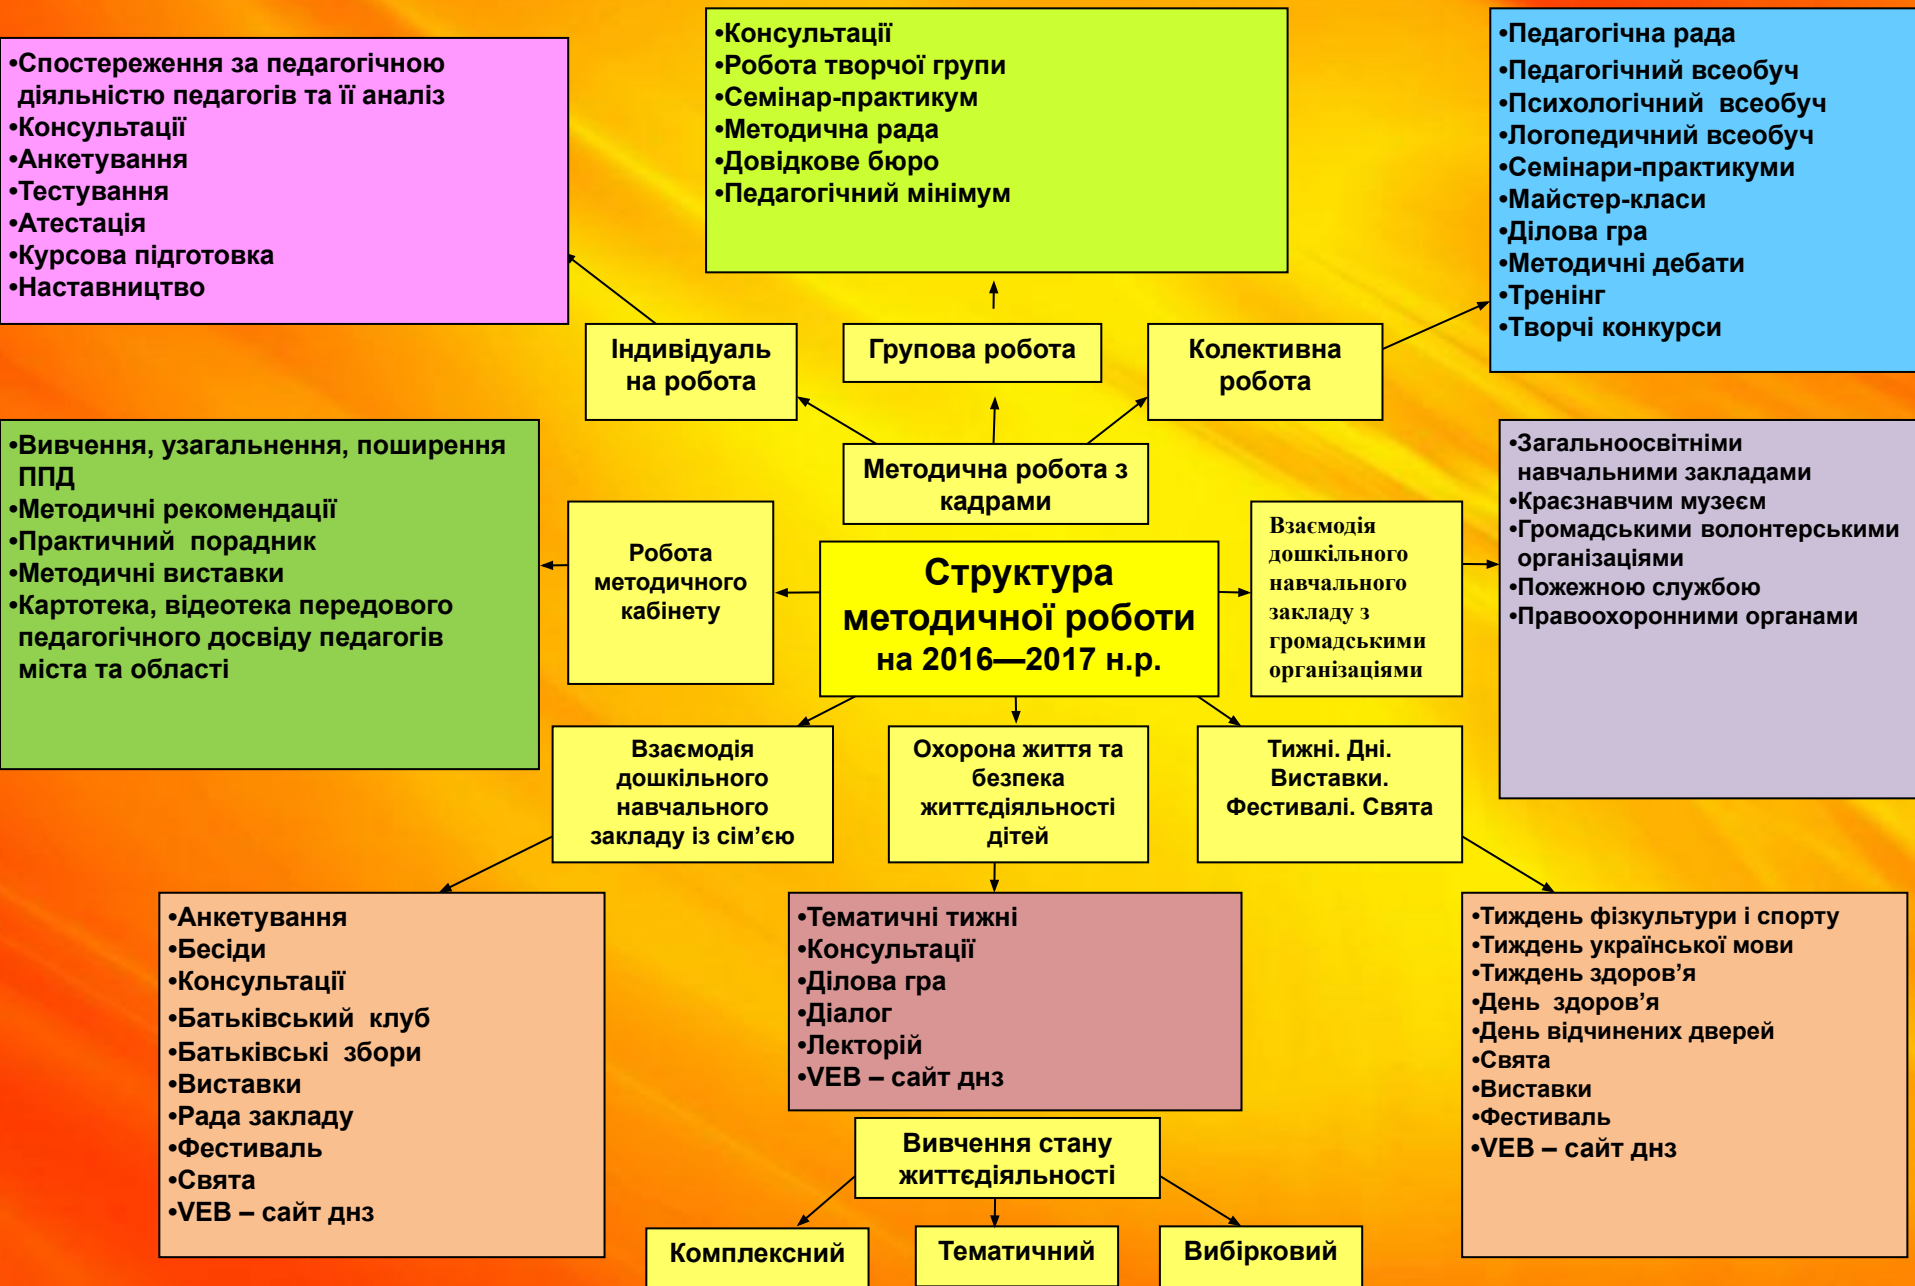 •Спостереження за педагогічною
діяльністю педагогів та її аналіз
•Консультації
•Анкетування
•Тестування
•Атестація
•Курсова підготовка
•Наставництво
•Консультації
•Робота творчої групи
•Семінар-практикум
•Методична рада
•Довідкове бюро
•Педагогічний мінімум
•Педагогічна рада
•Педагогічний всеобуч
•Психологічний всеобуч
•Логопедичний всеобуч
•Семінари-практикуми
•Майстер-класи
•Ділова гра
•Методичні дебати
•Тренінг
•Творчі конкурси
Індивідуаль
на робота
Групова робота
Колективна
робота
Методична робота з
кадрами
•Вивчення, узагальнення, поширення
ППД
•Методичні рекомендації
•Практичний порадник
•Методичні виставки
•Картотека, відеотека передового
педагогічного досвіду педагогів
міста та області
Робота
методичного
кабінету
Структура
методичної роботи
на 2016—2017 н.р.
Взаємодія
дошкільного
навчального
закладу з
громадськими
організаціями
•Загальноосвітніми
навчальними закладами
•Краєзнавчим музеєм
•Громадськими волонтерськими
організаціями
•Пожежною службою
•Правоохоронними органами
Взаємодія
дошкільного
навчального
закладу із сім’єю
Охорона життя та
безпека
життєдіяльності
дітей
Тижні. Дні.
Виставки.
Фестивалі. Свята
•Анкетування
•Бесіди
•Консультації
•Батьківський клуб
•Батьківські збори
•Виставки
•Рада закладу
•Фестиваль
•Свята
•VEB – сайт днз
•Тематичні тижні
•Консультації
•Ділова гра
•Діалог
•Лекторій
•VEB – сайт днз
•Тиждень фізкультури і спорту
•Тиждень української мови
•Тиждень здоров’я
•День здоров’я
•День відчинених дверей
•Свята
•Виставки
•Фестиваль
•VEB – сайт днз
Вивчення стану
життєдіяльності
Комплексний
Тематичний
Вибірковий